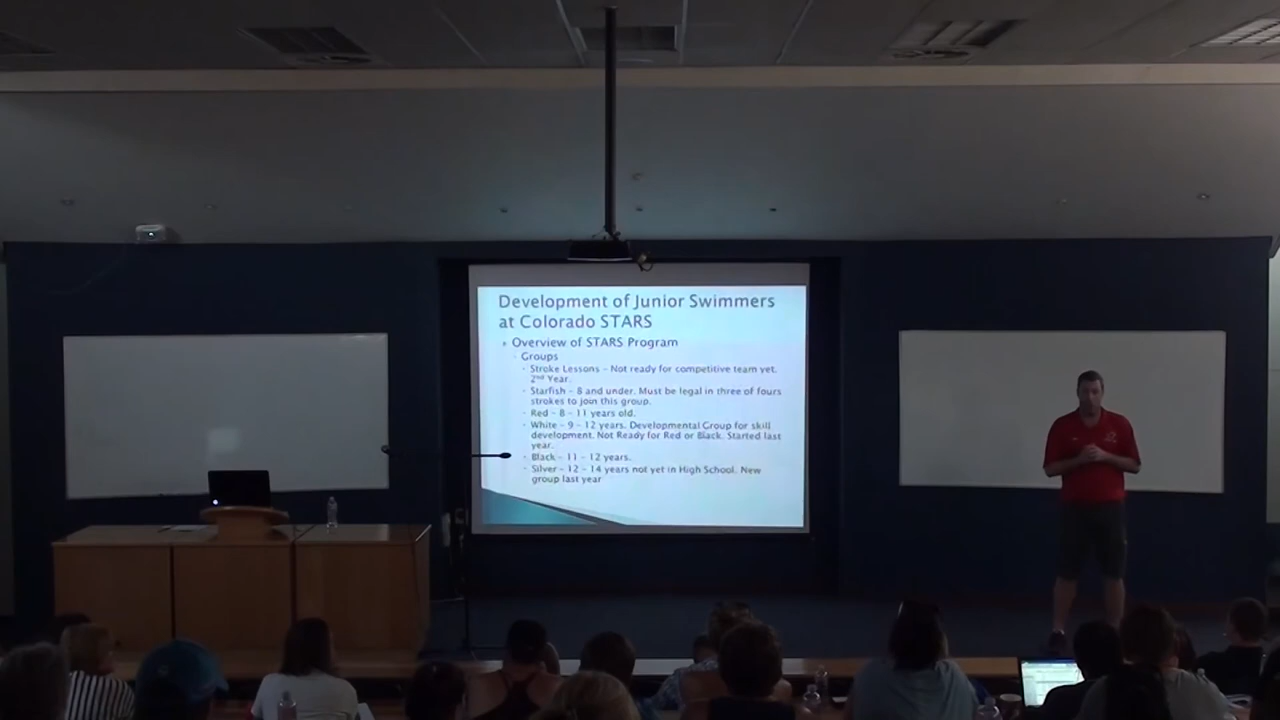 Development of Junior Swimmers
at Colorado STARS
Overview of STARS Program
Groups
Stroke Lessons – Not ready for competitive team yet.
2nd Year.
Starfish – 8 and under. Must be legal in three of fours
strokes to join this group.
Red – 8 – 11 years old.
White – 9 – 12 years. Developmental Group for skill
development. Not Ready for Red or Black. Started last
year.
Black – 11 – 12 years.
Silver – 12 – 14 years not yet in High School. New
group last year